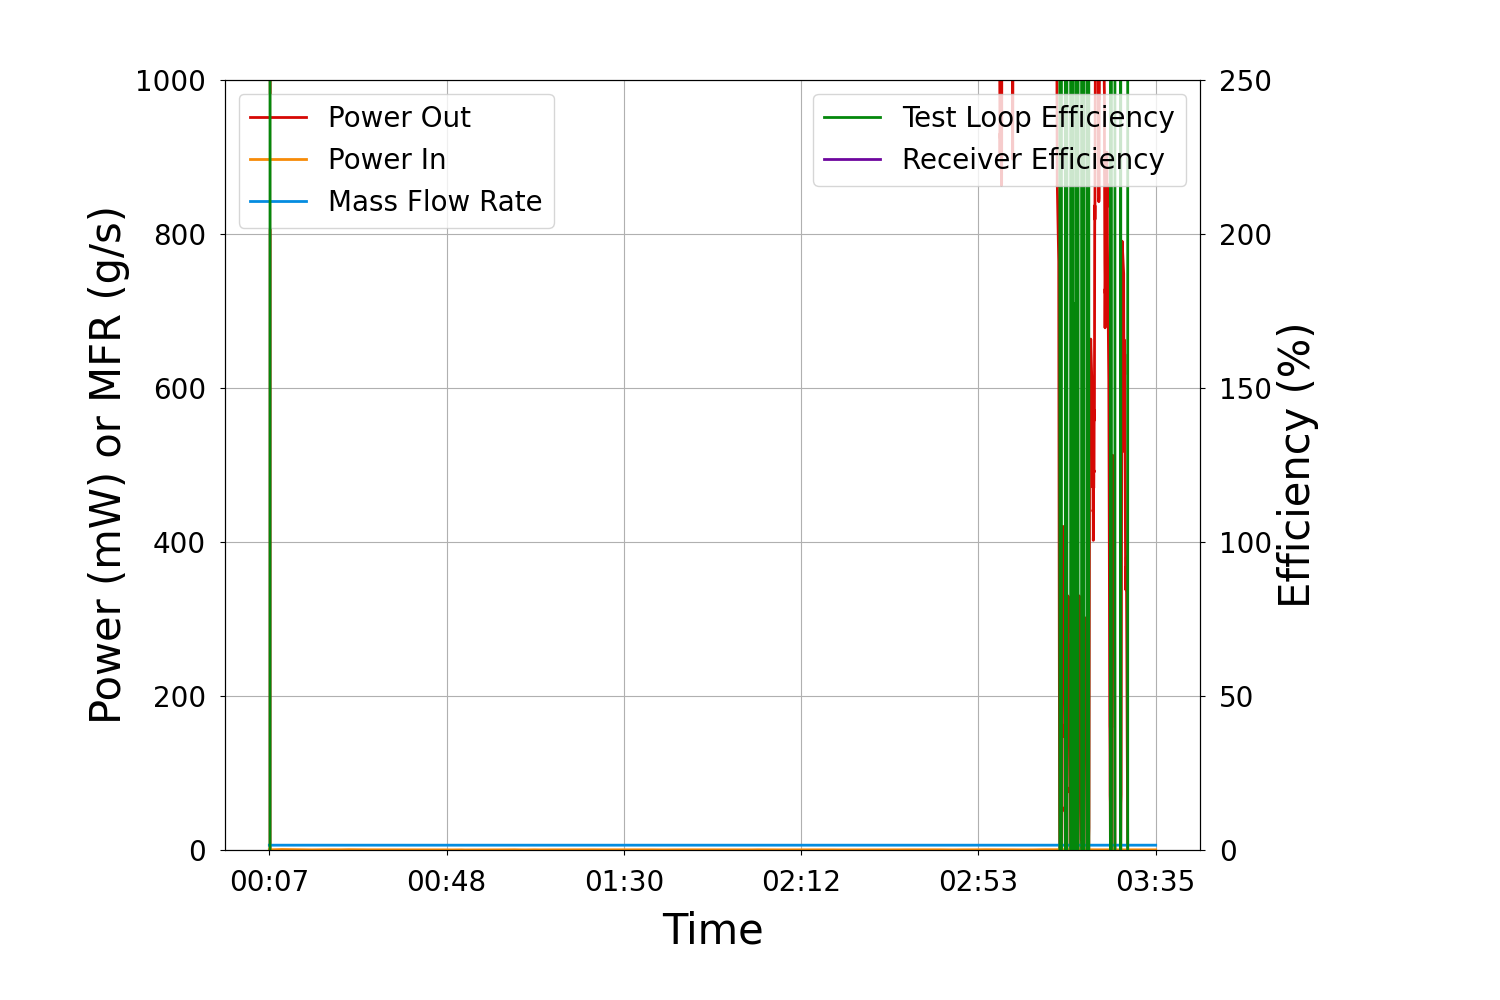 Power Out
Power In
Mass Flow Rate
Test Loop Efficiency
Receiver Efficiency
1000
800
600
400
200
0
Power (mW) or MFR (g/s)
250
200
150
100
50
0
Efficiency (%)
00:07 00:48 01:30 02:12 02:53 03:35
Time